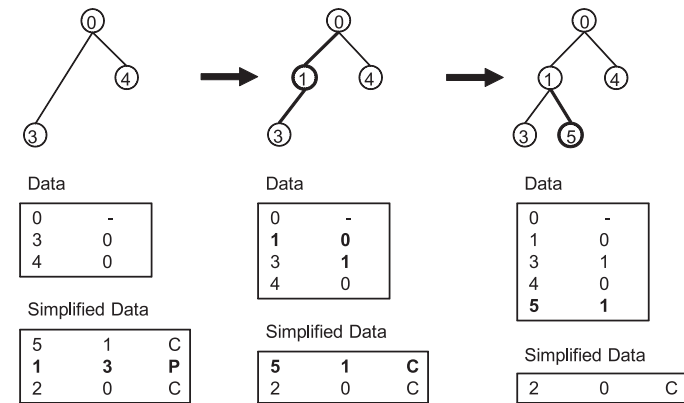 0 0 0
4 1 4 1 4
3 3 3 5
Data Data Data
0 - 0 - 0 -
3 0 1 0 1 0
4 0 3 1 3 1
4 0 4 0
5 1
Simplified Data Simplified Data Simplified Data
5 1 C 5 1 C 2 0 C
1 3 P 2 0 C
2 0 C